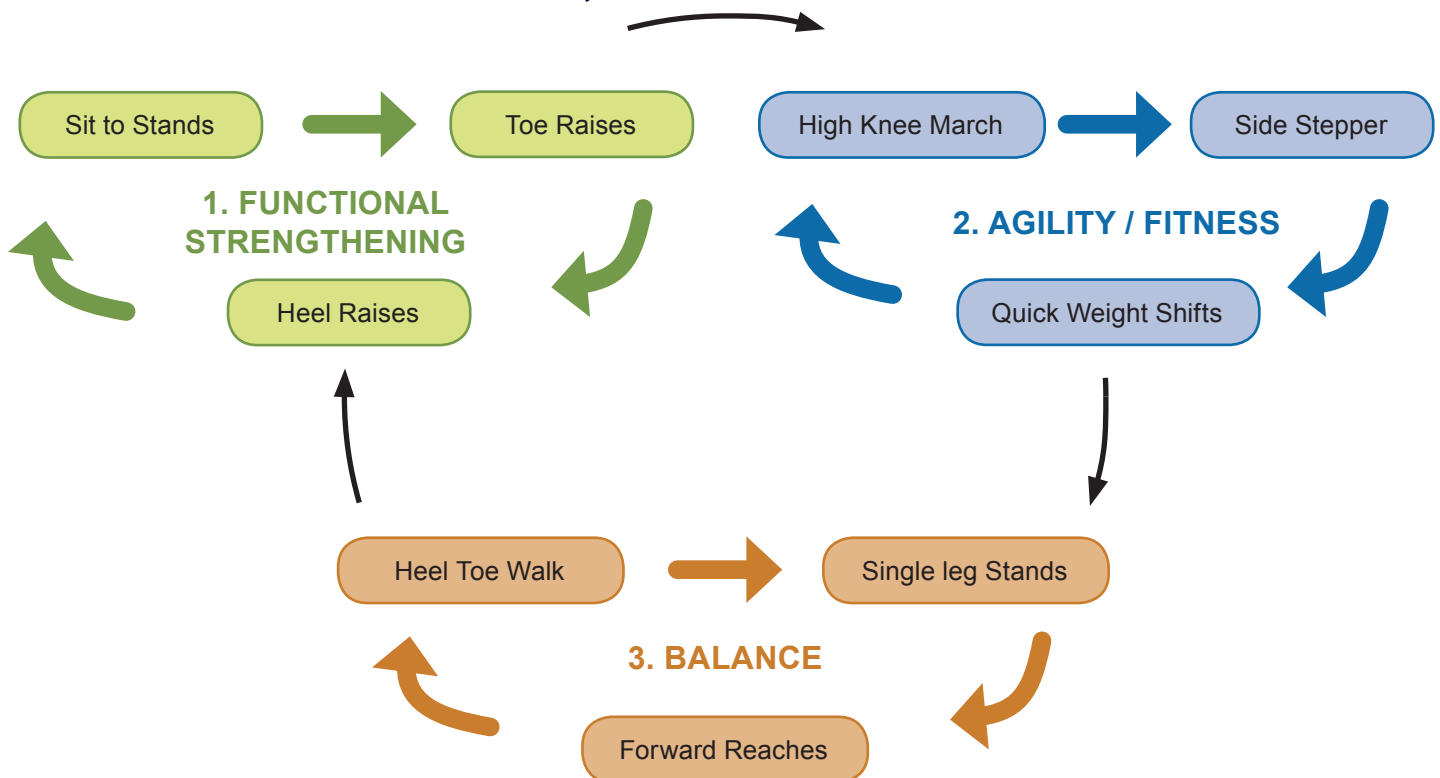 Sit to Stands
Toe Raises
1. FUNCTIONAL
STRENGTHENING
Heel Raises
High Knee March
Side Stepper
2. AGILITY / FITNESS
Quick Weight Shifts
Heel Toe Walk
Single leg Stands
3. BALANCE
Forward Reaches